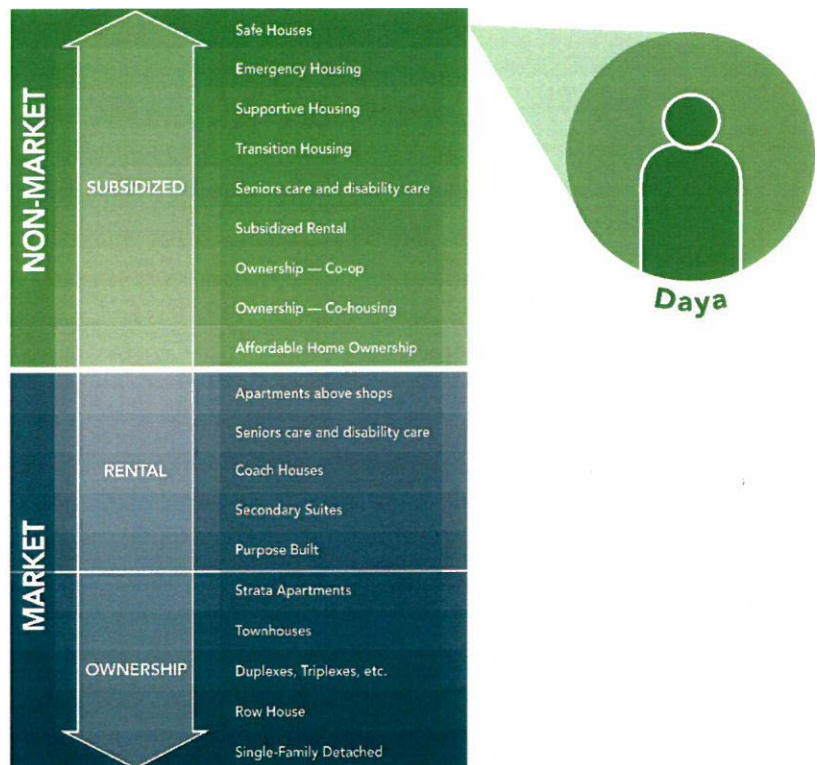 NON-MARKET
SUBSIDIZED
Safe Houses
Emergency Housing
Supportive Housing
Transition Housing
Seniors care and disability care
Subsidized Rental
Ownership — Co-op
Ownership — Co-housing
Affordable Home Ownership
Daya
MARKET
RENTAL
Apartments above shops
Seniors care and disability care
Coach Houses
Secondary Suites
Purpose Built
OWNERSHIP
Strata Apartments
Townhouses
Duplexes, Triplexes, etc.
Row House
Single-Family Detached